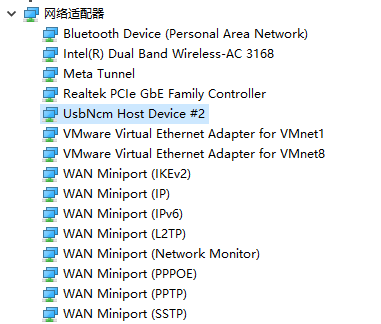 网络适配器
Bluetooth Device (Personal Area Network)
Intel(R) Dual Band Wireless-AC 3168
Meta Tunnel
Realtek PCIe GbE Family Controller
UsbNcm Host Device #2
VMware Virtual Ethernet Adapter for VMnet1
VMware Virtual Ethernet Adapter for VMnet8
WAN Miniport (IKEv2)
WAN Miniport (IP)
WAN Miniport (IPv6)
WAN Miniport (L2TP)
WAN Miniport (Network Monitor)
WAN Miniport (PPPOE)
WAN Miniport (PPTP)
WAN Miniport (SSTP)